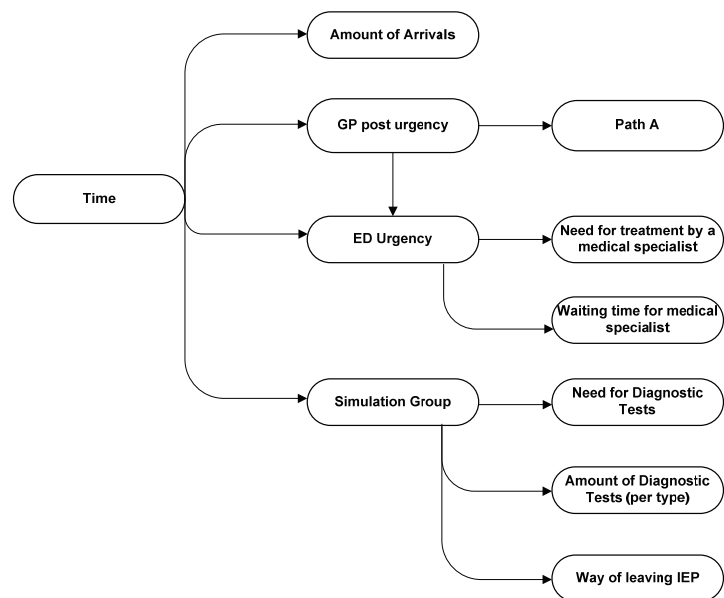 Amount of Arrivals
GP post urgency
Path A
Time
ED Urgency
Need for treatment by a
medical specialist
Waiting time for medical
specialist
Simulation Group
Need for Diagnostic
Tests
Amount of Diagnostic
Tests (per type)
Way of leaving IEP